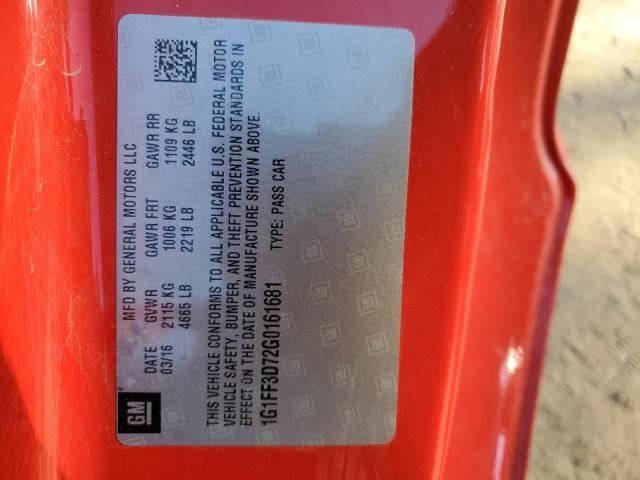 GM
MFD BY GENERAL MOTORS LLC
DATE GVWR GAWR FRT GAWR RR
03/16 2115 KG 1006 KG 1109 KG
4665 LB 2219 LB 2446 LB
THIS VEHICLE CONFORMS TO ALL APPLICABLE U.S. FEDERAL MOTOR
VEHICLE SAFETY, BUMPER, AND THEFT PREVENTION STANDARDS IN
EFFECT ON THE DATE OF MANUFACTURE SHOWN ABOVE.
1G1FF3D72G0161681 TYPE: PASS CAR